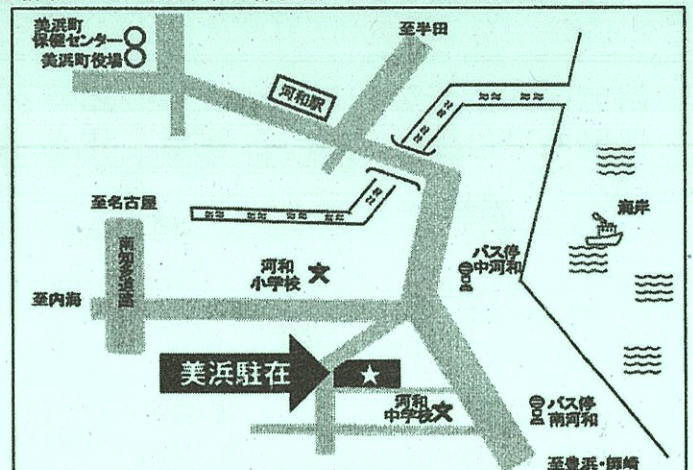 美浜町
保健センター
美浜町役場
至半田
河和駅
至名古屋
海岸
南知多道路
河和
小学校
バス停
中河和
至内海
美浜駐在
河和
中学校
バス停
南河和
至豊浜・師崎